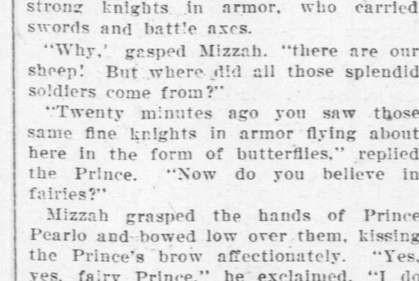 strong knights in armor, who carried
swords and battle axes.
"Why,' gasped Mizzah. "there are our
sheep! But where did all those splendid
soldiers come from?"
"Twenty minutes ago you saw those
same fine knights in armor flying about
here in the form of butterflies," replied
the Prince. "Now do you believe in
fairies?"
Mizzah grasped the hands of Prince
Pearlo and bowed low over them, kissing
the Prince's brow affectionately. "Yes,
yes, fairy Prince," he exclaimed, "I do